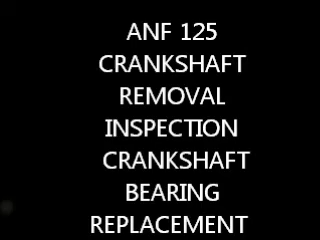 ANF 125
CRANKSHAFT
REMOVAL
INSPECTION
CRANKSHAFT
BEARING
REPLACEMENT